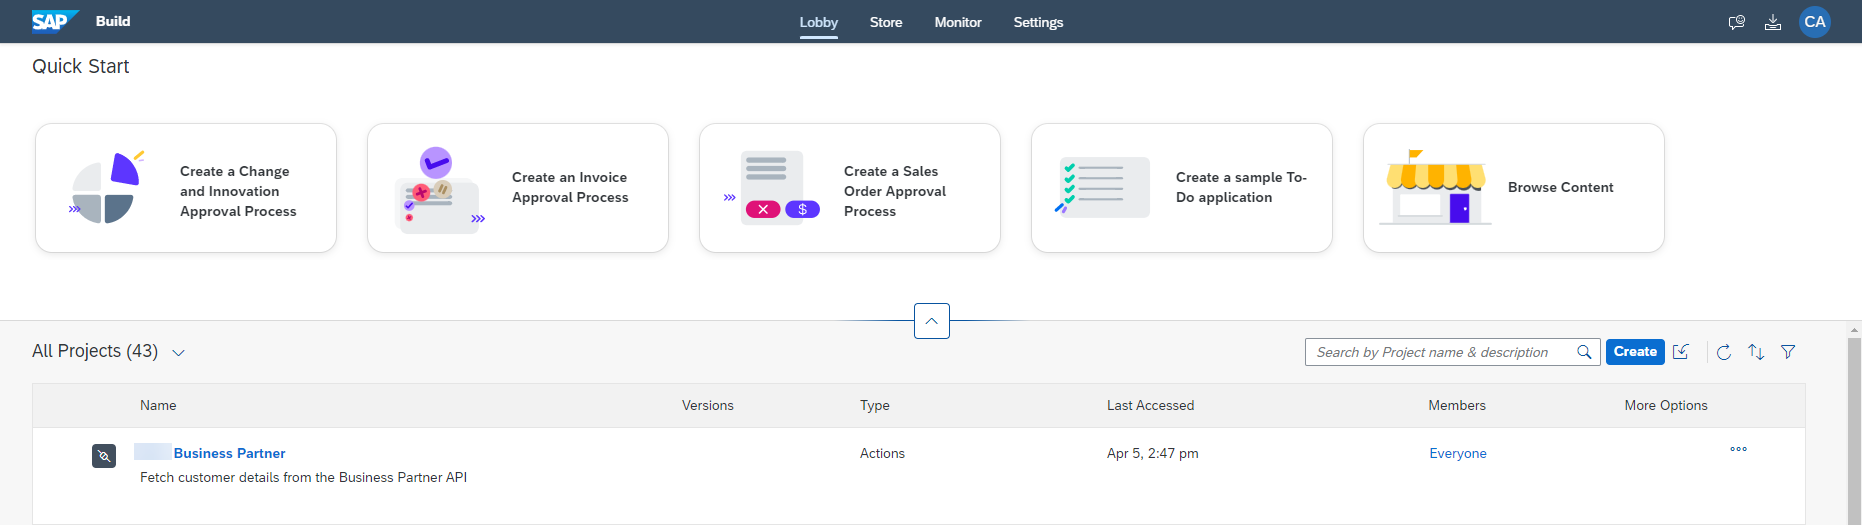 SAP Build
Lobby Store Monitor Settings
CA
Quick Start
Create a Change
and Innovation
Approval Process
Create an Invoice
Approval Process
$
Create a Sales
Order Approval
Process
Create a sample To-
Do application
Browse Content
All Projects (43)
Search by Project name & description
Create
Name Versions Type Last Accessed Members More Options
Business Partner Actions Apr 5, 2:47 pm Everyone
Fetch customer details from the Business Partner API